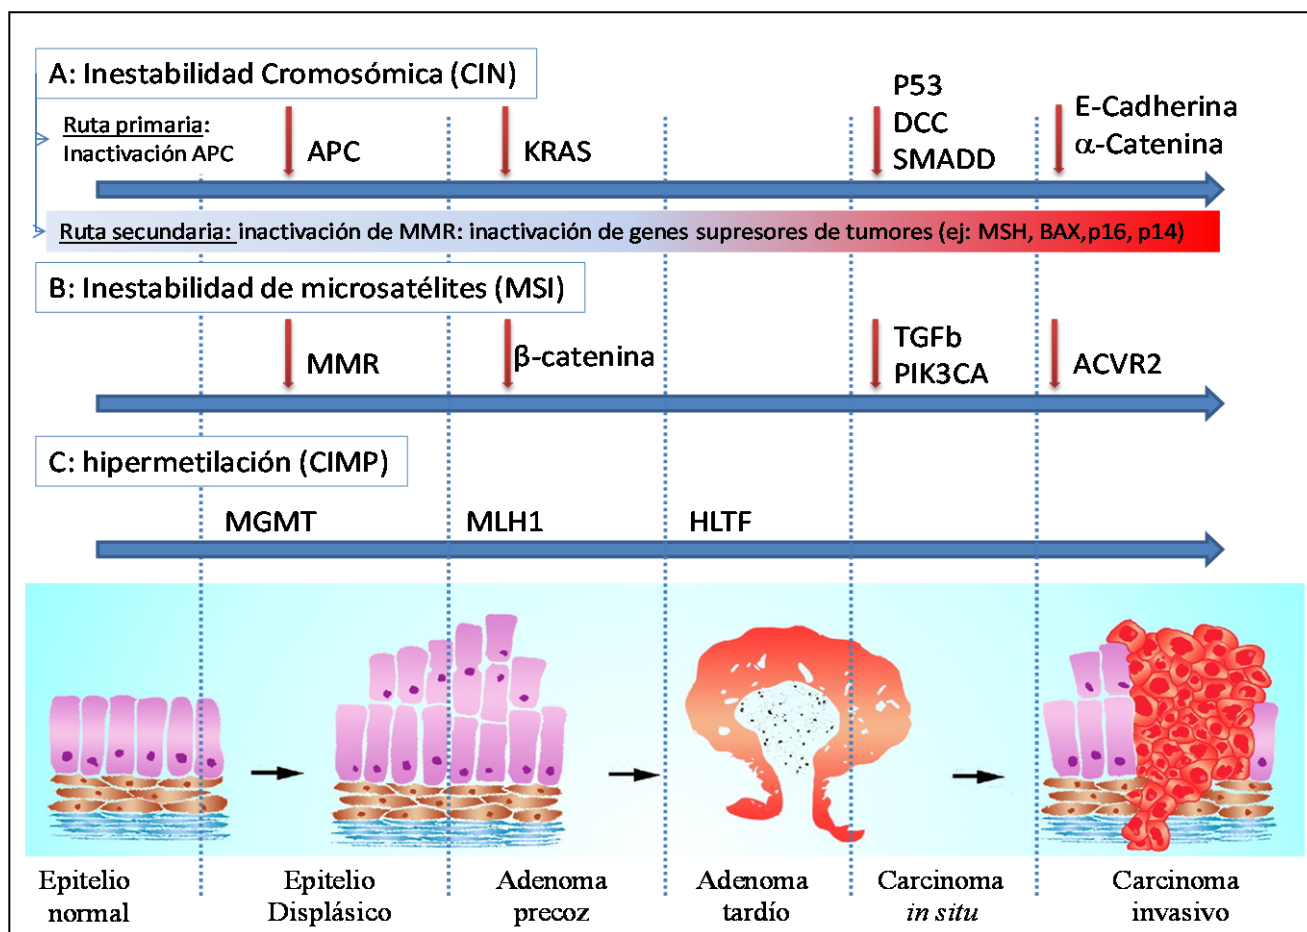 A: Inestabilidad Cromosómica (CIN)
Ruta primaria:
Inactivación APC
APC
KRAS
P53
DCC
SMADD
E-Cadherina
α-Catenina
Ruta secundaria: inactivación de MMR: inactivación de genes supresores de tumores (ej: MSH, BAX,p16, p14)
B: Inestabilidad de microsatélites (MSI)
MMR
β-catenina
TGFb
PIK3CA
ACVR2
C: hipermetilación (CIMP)
MGMT
MLH1
HLTF
Epitelio
normal
Epitelio
Displásico
Adenoma
precoz
Adenoma
tardío
Carcinoma
in situ
Carcinoma
invasivo